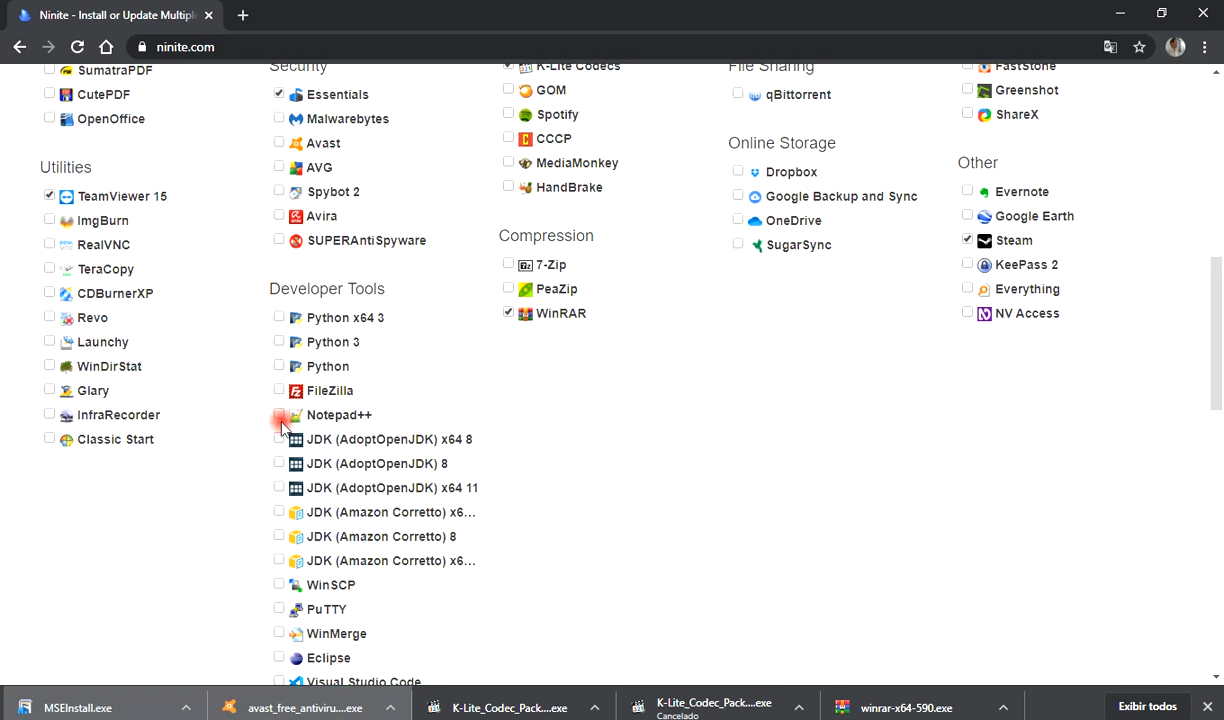 Ninite - Install or Update Multipl
ninite.com
SumatraPDF
CutePDF
OpenOffice
Utilities
TeamViewer 15
ImgBurn
RealVNC
TeraCopy
CDBurnerXP
Revo
Launchy
WinDirStat
Glary
InfraRecorder
Classic Start
Security
Essentials
Malwarebytes
Avast
AVG
Spybot 2
Avira
SUPERAntiSpyware
Developer Tools
Python x64 3
Python 3
Python
FileZilla
Notepad++
JDK (AdoptOpenJDK) x64 8
JDK (AdoptOpenJDK) 8
JDK (AdoptOpenJDK) x64 11
JDK (Amazon Corretto) x6...
JDK (Amazon Corretto) 8
JDK (Amazon Corretto) x6...
WinSCP
PuTTY
WinMerge
Eclipse
Visual Studio Code
K-Lite Codecs
GOM
Spotify
CCCP
MediaMonkey
HandBrake
Compression
7-Zip
PeaZip
WinRAR
File Sharing
qBittorrent
Online Storage
Dropbox
Google Backup and Sync
OneDrive
SugarSync
FastStone
Greenshot
ShareX
Other
Evernote
Google Earth
Steam
KeePass 2
Everything
NV Access
MSEInstall.exe
avast_free_antiviru....exe
K-Lite_Codec_Pack....exe
K-Lite_Codec_Pack....exe
Cancelado
winrar-x64-590.exe
Exibir todos